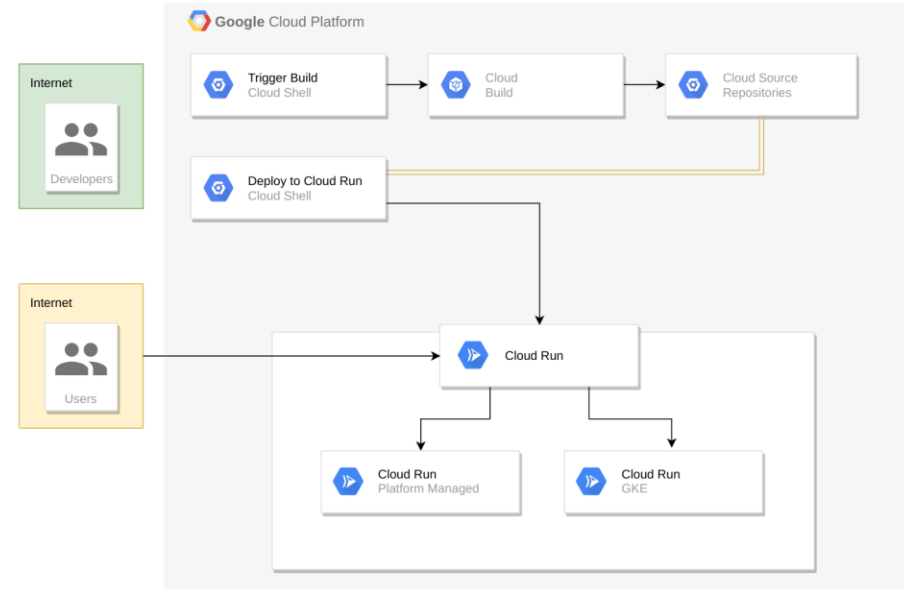 Google Cloud Platform
Internet
Developers
Trigger Build
Cloud Shell
Cloud
Build
Cloud Source
Repositories
Deploy to Cloud Run
Cloud Shell
Internet
Users
Cloud Run
Cloud Run
Platform Managed
Cloud Run
GKE